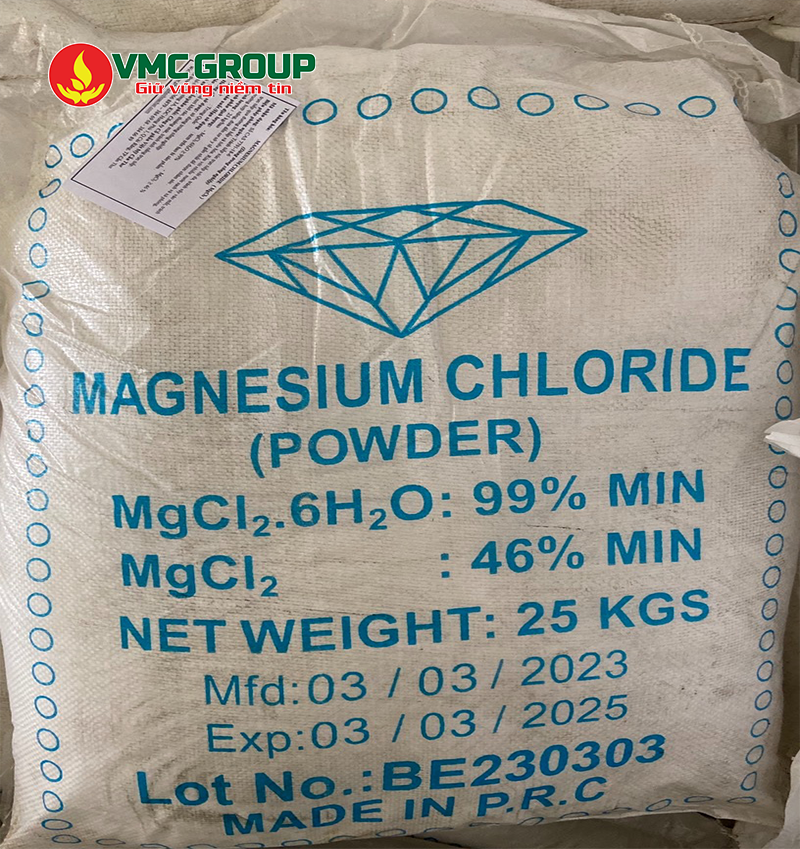 VMC GROUP
Giữ vững niềm tin
MAGNESIUM CHLORIDE
(POWDER)
MgCl₂.6H₂O: 99% MIN
MgCl₂ : 46% MIN
NET WEIGHT: 25 KGS
Mfd: 03 / 03 / 2023
Exp: 03 / 03 / 2025
Lot No.: BE230303
MADE IN P.R.C